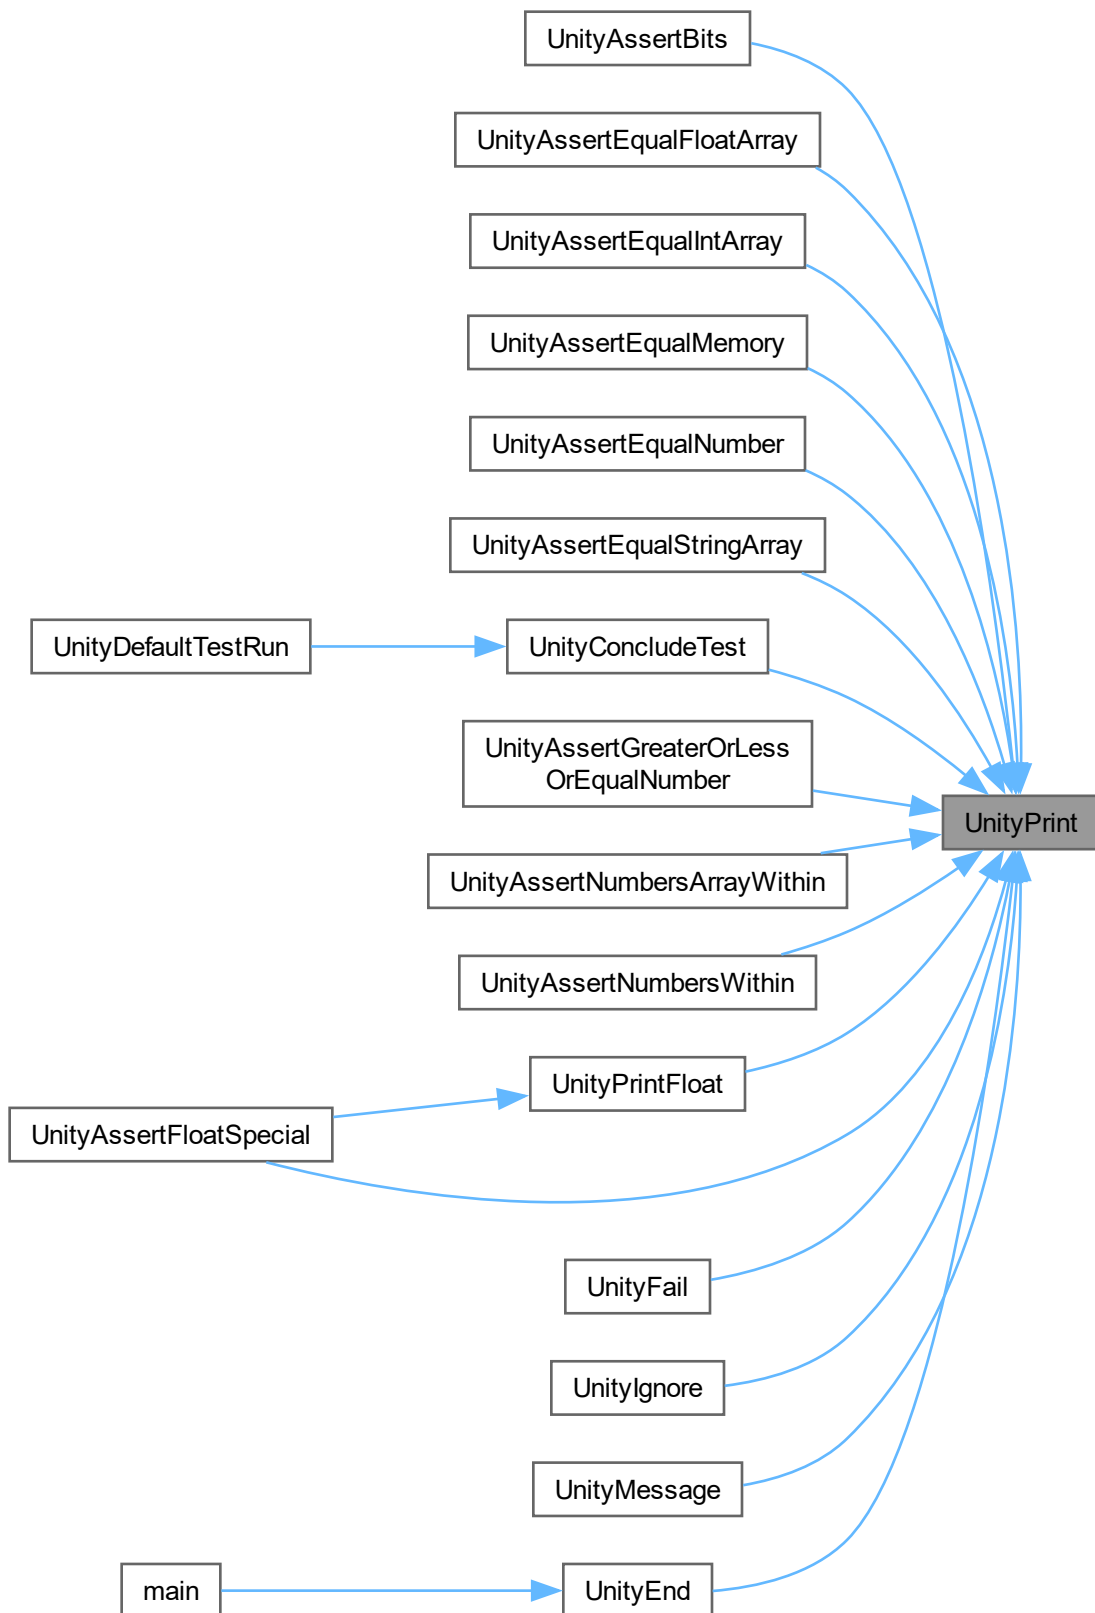 UnityAssertBits
UnityAssertEqualFloatArray
UnityAssertEqualIntArray
UnityAssertEqualMemory
UnityAssertEqualNumber
UnityAssertEqualStringArray
UnityDefaultTestRun
UnityConcludeTest
UnityAssertGreaterOrLess
OrEqualNumber
UnityPrint
UnityAssertNumbersArrayWithin
UnityAssertNumbersWithin
UnityPrintFloat
UnityAssertFloatSpecial
UnityFail
UnityIgnore
UnityMessage
main
UnityEnd